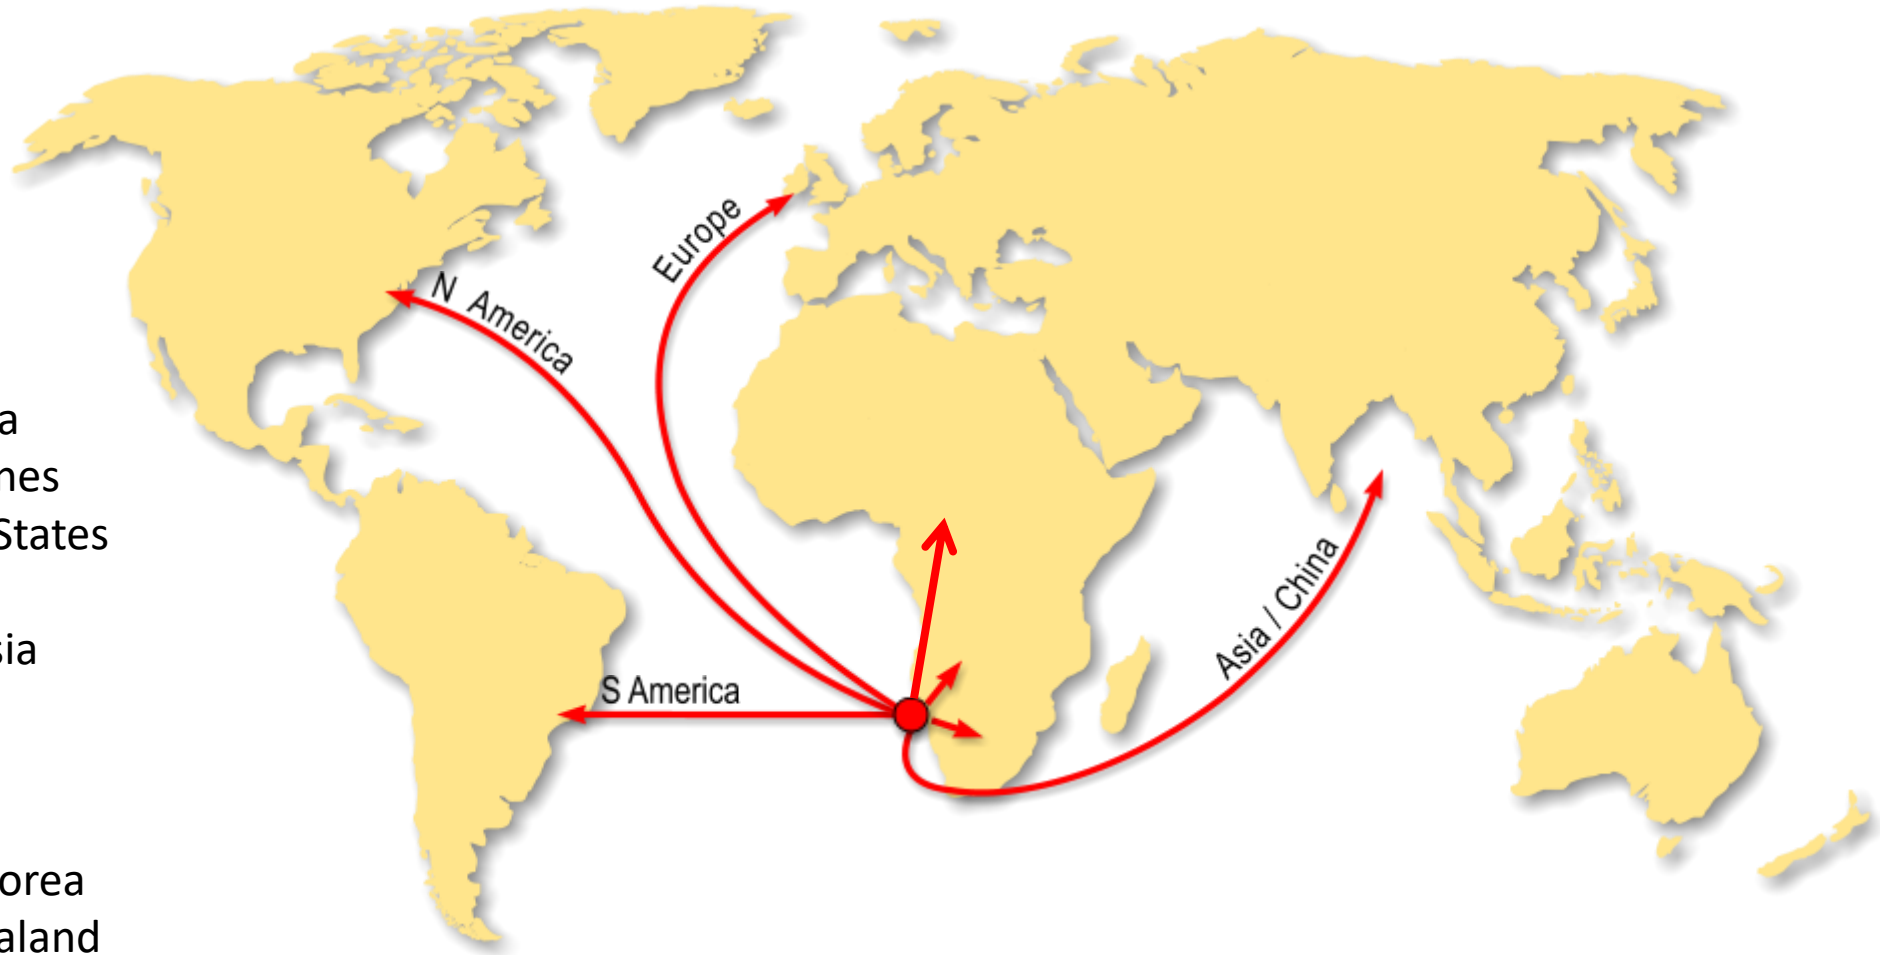 a
nes
States
sia
orea
aland
Europe
N America
S America
Asia / China